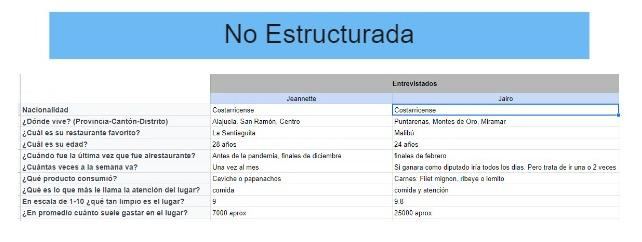 No Estructurada
Entrevistados
Jeannette Jairo
Nacionalidad Costarricense Costarricense
¿Dónde vive? (Provincia-Cantón-Distrito) Alajuela, San Ramón, Centro Puntarenas, Montes de Oro, Miramar
¿Cuál es su restaurante favorito? La Santiaguita Malibú
¿Cuál es su edad? 28 años 24 años
¿Cuándo fue la última vez que fue alrestaurante? Antes de la pandemia, finales de diciembre finales de febrero
¿Cuántas veces a la semana va? Una vez al mes Si ganara como diputado iría todos los días. Pero trata de ir una o 2 veces
¿Qué producto consumió? Ceviche o papanachos Carnes: Filet mignon, ribeye o lomito
¿Qué es lo que más le llama la atención del lugar? comida comida y atención
En escala de 1-10 ¿qué tan limpio es el lugar? 9 9.8
¿En promedio cuánto suele gastar en el lugar? 7000 aprox 25000 aprox